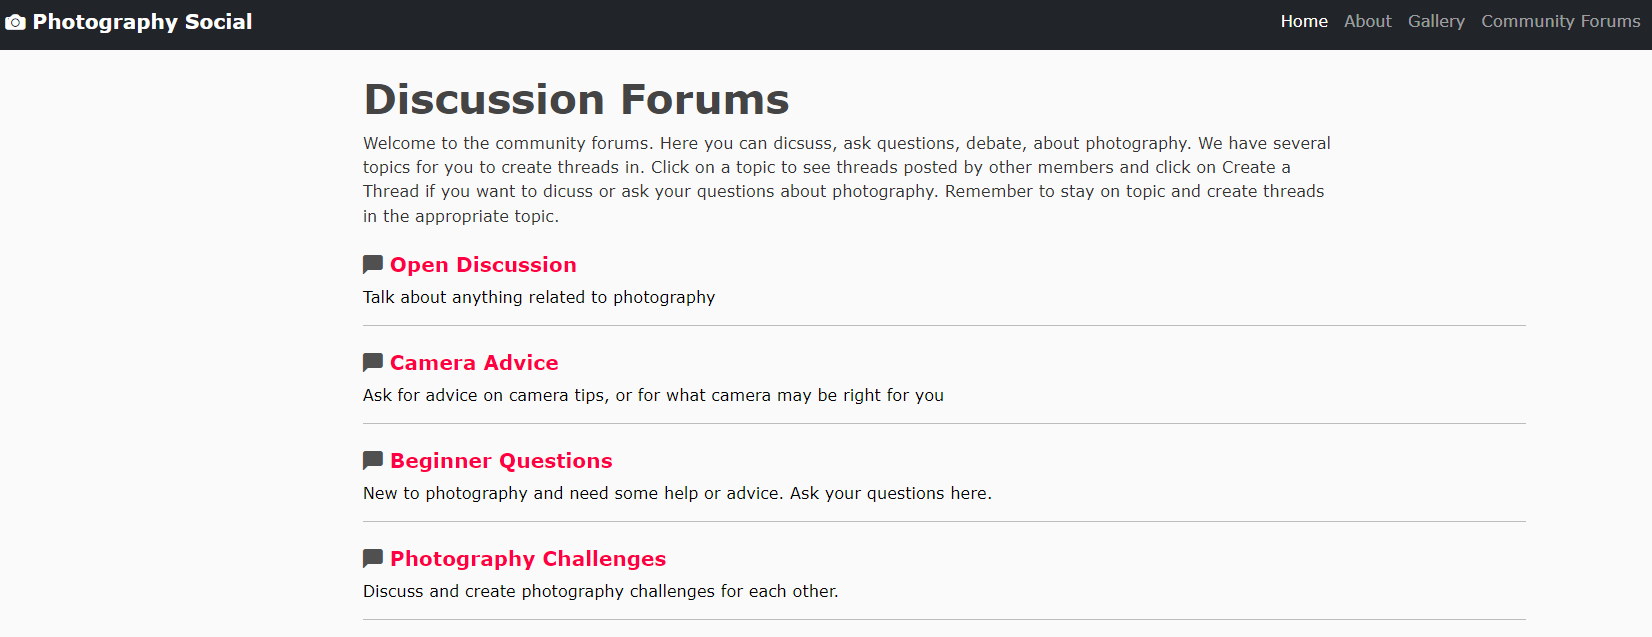 Photography Social
Home About Gallery Community Forums
Discussion Forums
Welcome to the community forums. Here you can dicsuss, ask questions, debate, about photography. We have several
topics for you to create threads in. Click on a topic to see threads posted by other members and click on Create a
Thread if you want to dicuss or ask your questions about photography. Remember to stay on topic and create threads
in the appropriate topic.
Open Discussion
Talk about anything related to photography
Camera Advice
Ask for advice on camera tips, or for what camera may be right for you
Beginner Questions
New to photography and need some help or advice. Ask your questions here.
Photography Challenges
Discuss and create photography challenges for each other.